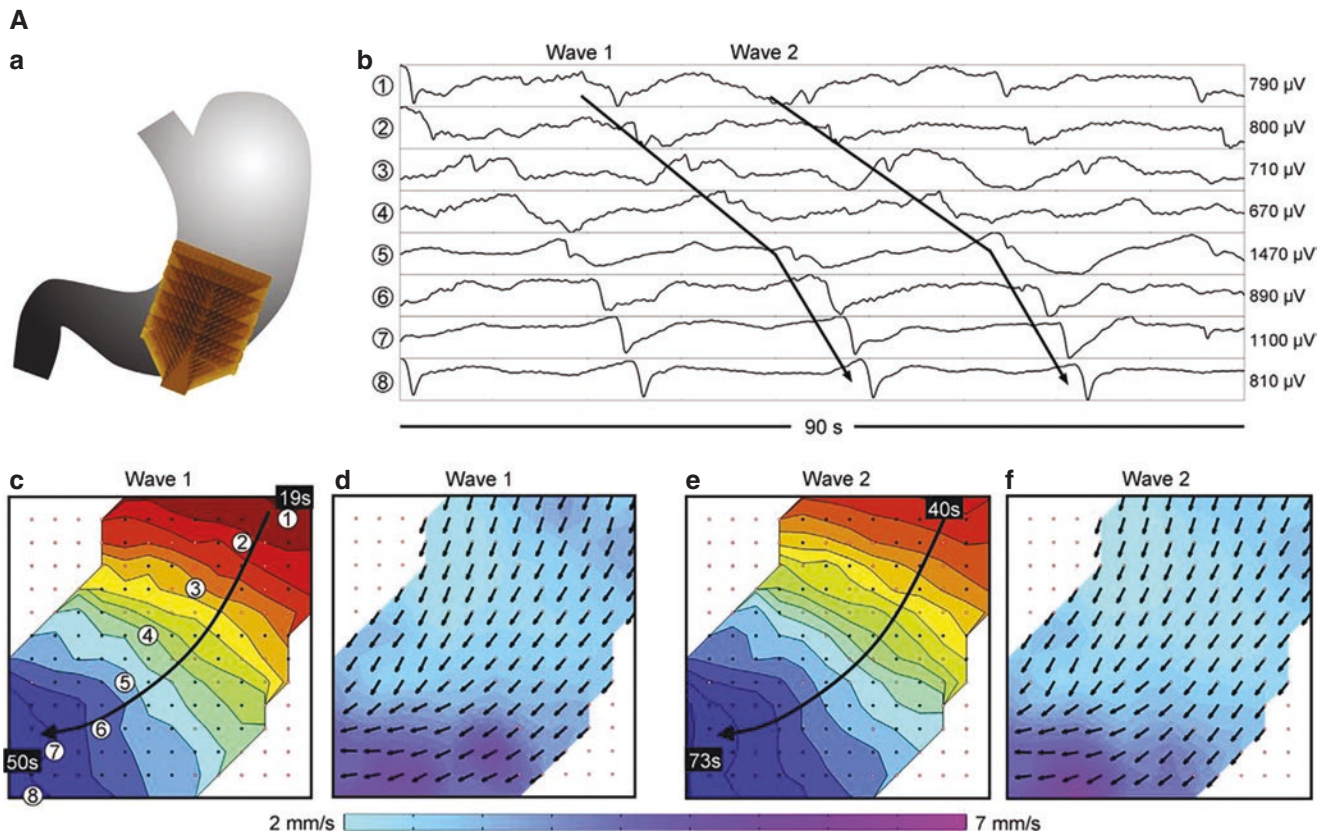 A
a
b
Wave 1
Wave 2
① 790 µV
② 800 µV
③ 710 µV
④ 670 µV
⑤ 1470 µV
⑥ 890 µV
⑦ 1100 µV
⑧ 810 µV
90 s
c
Wave 1
19s
①
②
③
④
⑤
⑥
⑦
50s
⑧
d
Wave 1
e
Wave 2
40s
73s
f
Wave 2
2 mm/s
7 mm/s